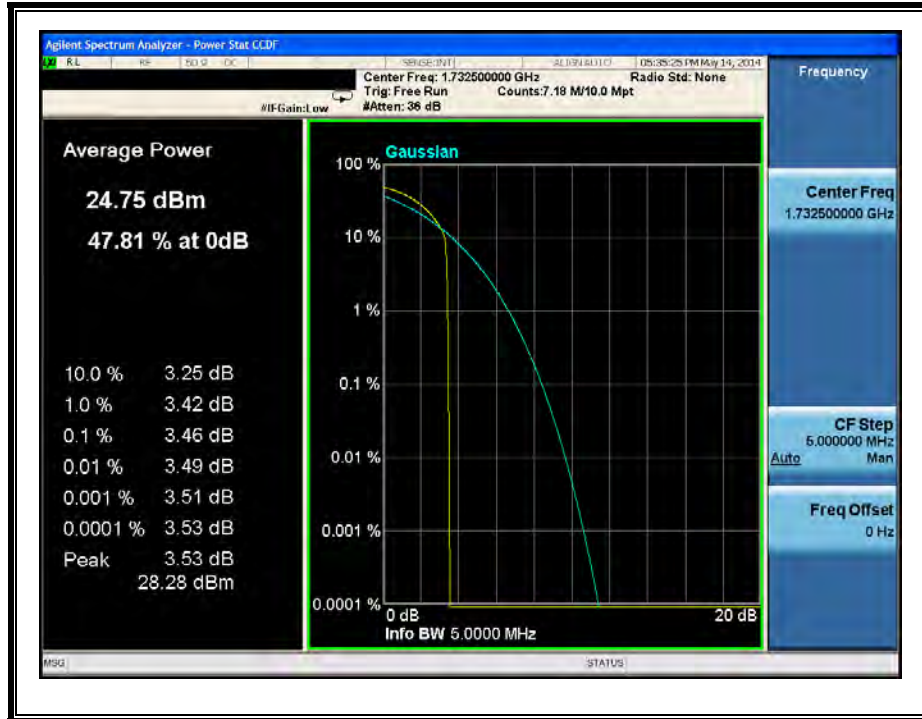 Agilent Spectrum Analyzer - Power Stat CCDF
LXI RL RF 50 Ω DC SENSE:INT ALIGN AUTO 05:35:25 PM May 14, 2014
Center Freq: 1.732500000 GHz Radio Std: None
Trig: Free Run Counts:7.18 M/10.0 Mpt
#IFGain:Low #Atten: 36 dB
Average Power
24.75 dBm
47.81 % at 0dB
10.0 % 3.25 dB
1.0 % 3.42 dB
0.1 % 3.46 dB
0.01 % 3.49 dB
0.001 % 3.51 dB
0.0001 % 3.53 dB
Peak 3.53 dB
28.28 dBm
Gaussian
100 %
10 %
1 %
0.1 %
0.01 %
0.001 %
0.0001 %
0 dB 20 dB
Info BW 5.0000 MHz
Frequency
Center Freq
1.732500000 GHz
CF Step
5.000000 MHz
Auto Man
Freq Offset
0 Hz
MSG STATUS